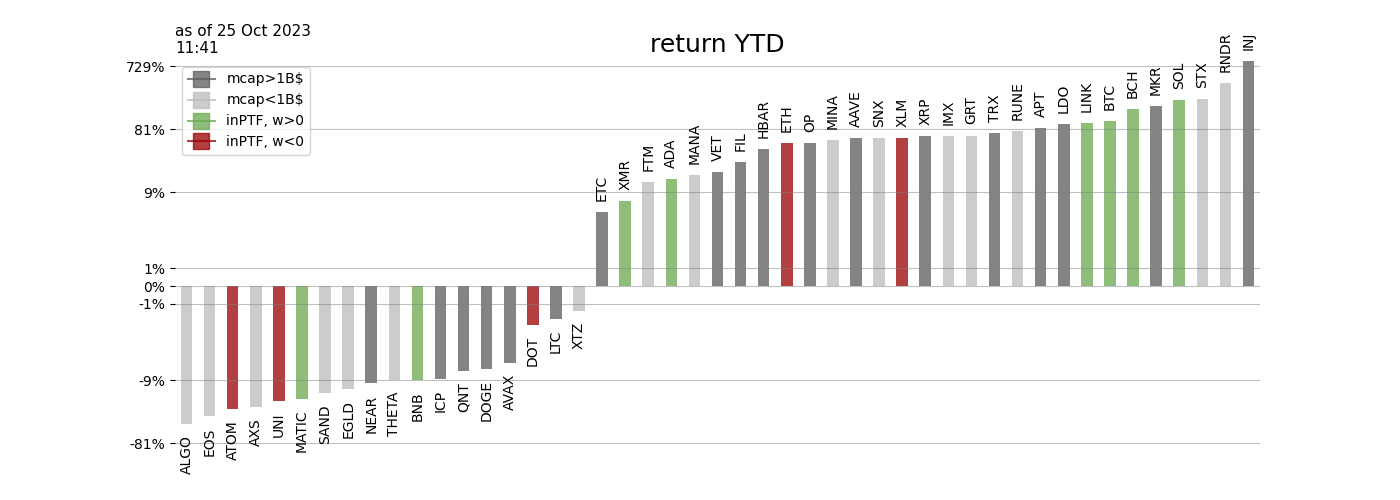 as of 25 Oct 2023
11:41
return YTD
729%
81%
9%
1%
0%
-1%
-9%
-81%
mcap>1B$
mcap<1B$
inPTF, w>0
inPTF, w<0
ALGO
EOS
ATOM
AXS
UNI
MATIC
SAND
EGLD
NEAR
THETA
BNB
ICP
QNT
DOGE
AVAX
DOT
LTC
XTZ
ETC
XMR
FTM
ADA
MANA
VET
FIL
HBAR
ETH
OP
MINA
AAVE
SNX
XLM
XRP
IMX
GRT
TRX
RUNE
APT
LDO
LINK
BTC
BCH
MKR
SOL
STX
RNDR
INJ